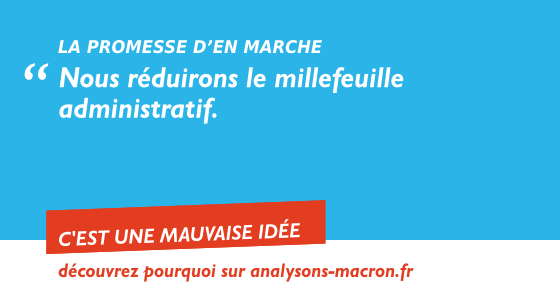 LA PROMESSE D’EN MARCHE
“ Nous réduirons le millefeuille
administratif.
C'EST UNE MAUVAISE IDÉE
découvrez pourquoi sur analysons-macron.fr